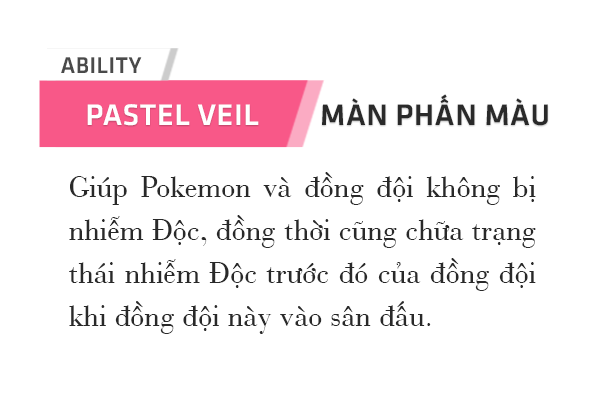 ABILITY
PASTEL VEIL MÀN PHẤN MÀU
Giúp Pokemon và đồng đội không bị
nhiễm Độc, đồng thời cũng chữa trạng
thái nhiễm Độc trước đó của đồng đội
khi đồng đội này vào sân đấu.